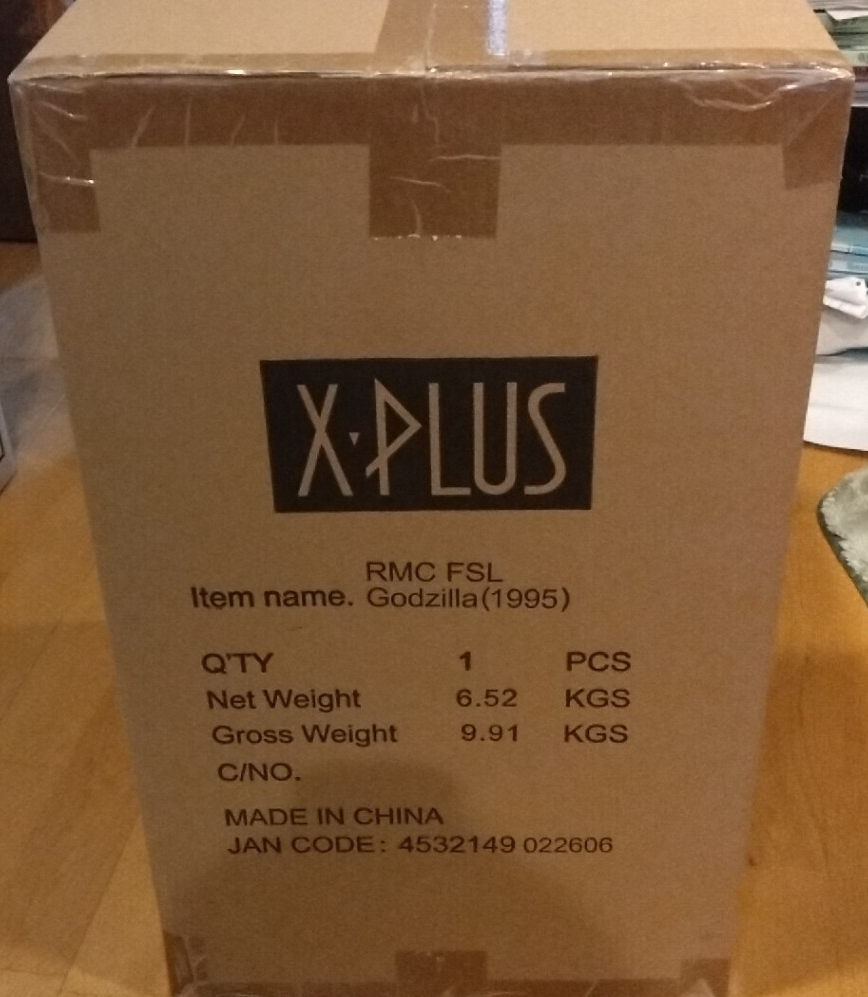 X·PLUS
RMC FSL
Item name. Godzilla(1995)
Q'TY 1 PCS
Net Weight 6.52 KGS
Gross Weight 9.91 KGS
C/NO.
MADE IN CHINA
JAN CODE: 4532149 022606